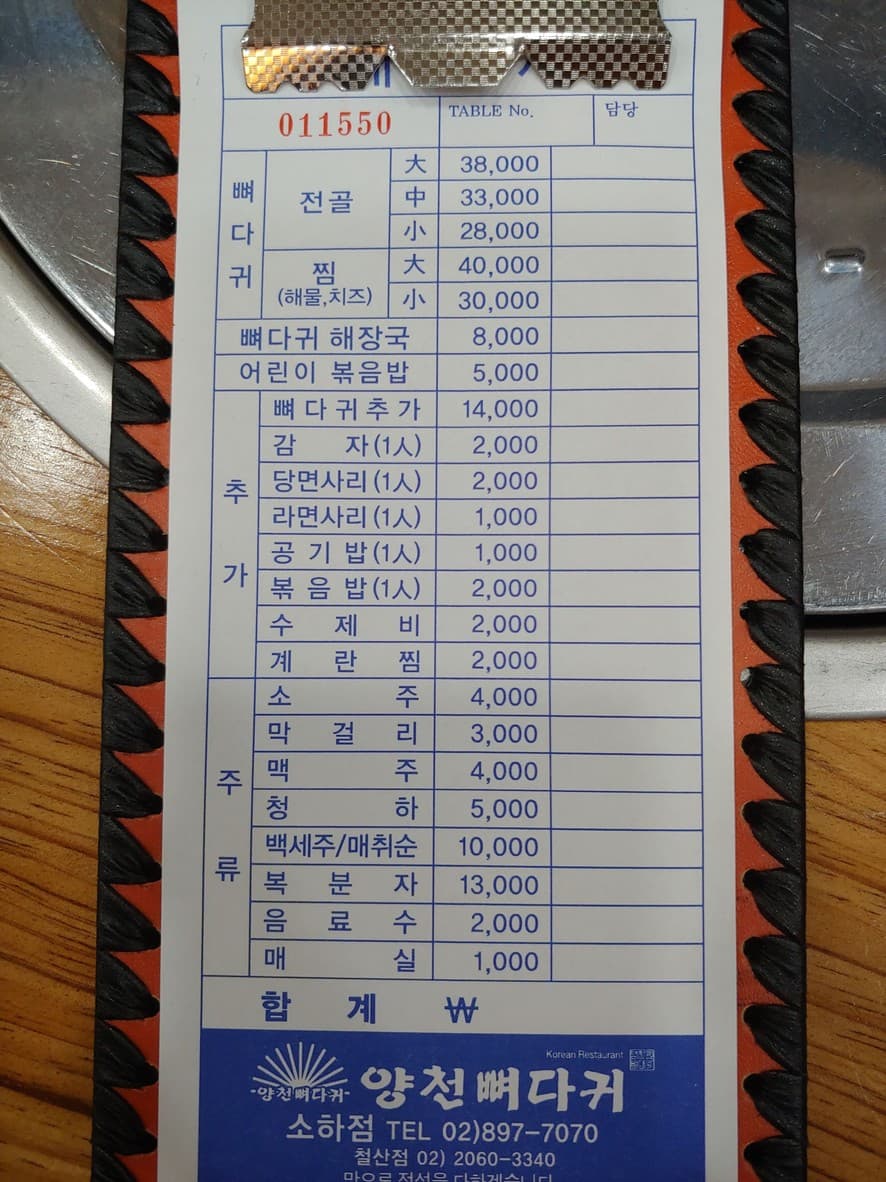 011550 TABLE No. 담당
뼈다귀 전골 大 38,000
中 33,000
小 28,000
찜 (해물,치즈) 大 40,000
小 30,000
뼈다귀 해장국 8,000
어린이 볶음밥 5,000
추가 뼈다귀추가 14,000
감자(1人) 2,000
당면사리(1人) 2,000
라면사리(1人) 1,000
공기밥(1人) 1,000
볶음밥(1人) 2,000
수제비 2,000
계란찜 2,000
주류 소주 4,000
막걸리 3,000
맥주 4,000
청하 5,000
백세주/매취순 10,000
복분자 13,000
음료수 2,000
매실 1,000
합계 ₩
Korean Restaurant
-양천뼈다귀- 양천뼈다귀
소하점 TEL 02)897-7070
철산점 02) 2060-3340